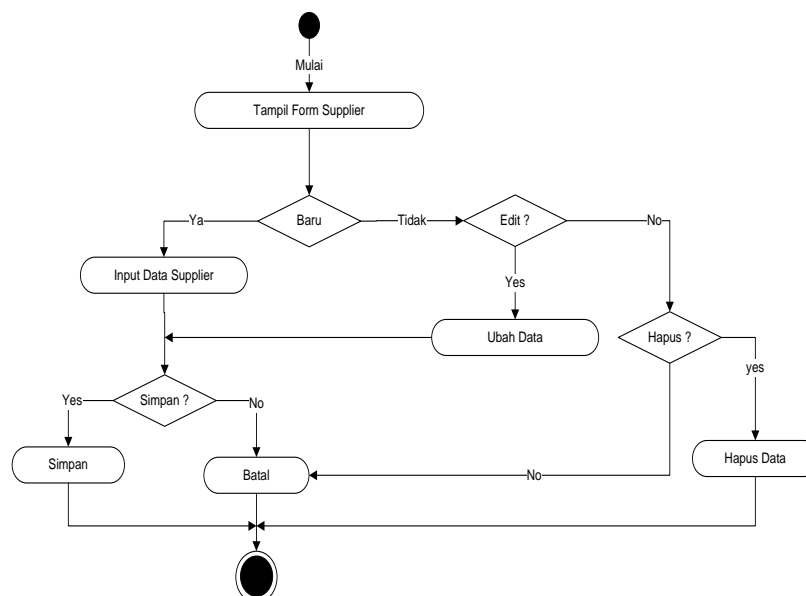 Mulai
Tampil Form Supplier
Ya
Baru
Tidak
Edit ?
No
Input Data Supplier
Yes
Ubah Data
Hapus ?
yes
Yes
Simpan ?
No
Simpan
Batal
No
Hapus Data